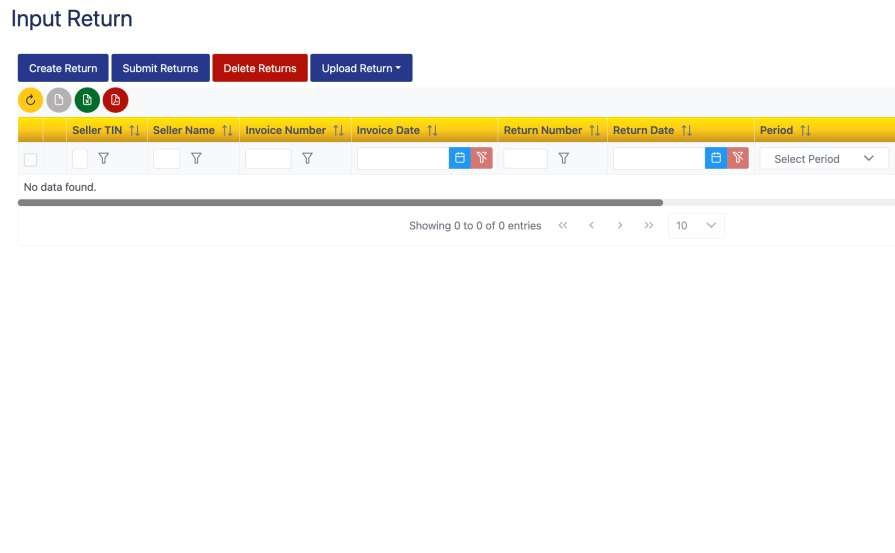 Input Return
Create Return Submit Returns Delete Returns Upload Return
Seller TIN Seller Name Invoice Number Invoice Date Return Number Return Date Period
Select Period
No data found.
Showing 0 to 0 of 0 entries 10